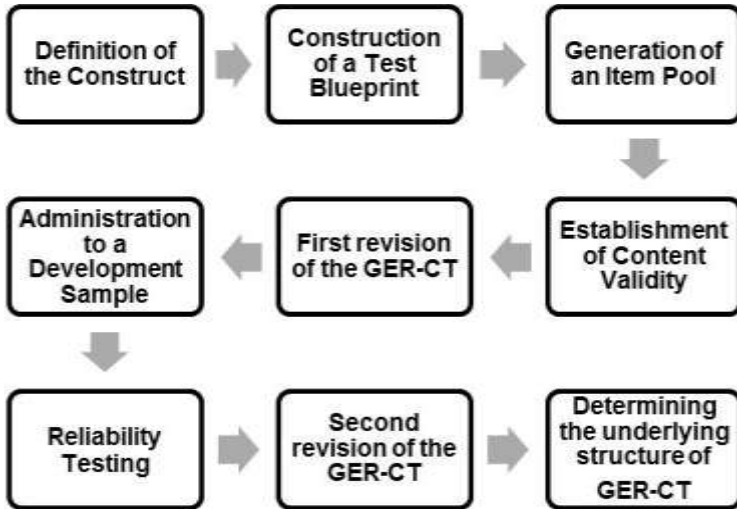 Definition of
the Construct
Construction
of a Test
Blueprint
Generation of
an Item Pool
Establishment
of Content
Validity
First revision
of the GER-CT
Administration
to a
Development
Sample
Reliability
Testing
Second
revision of the
GER-CT
Determining
the underlying
structure of
GER-CT